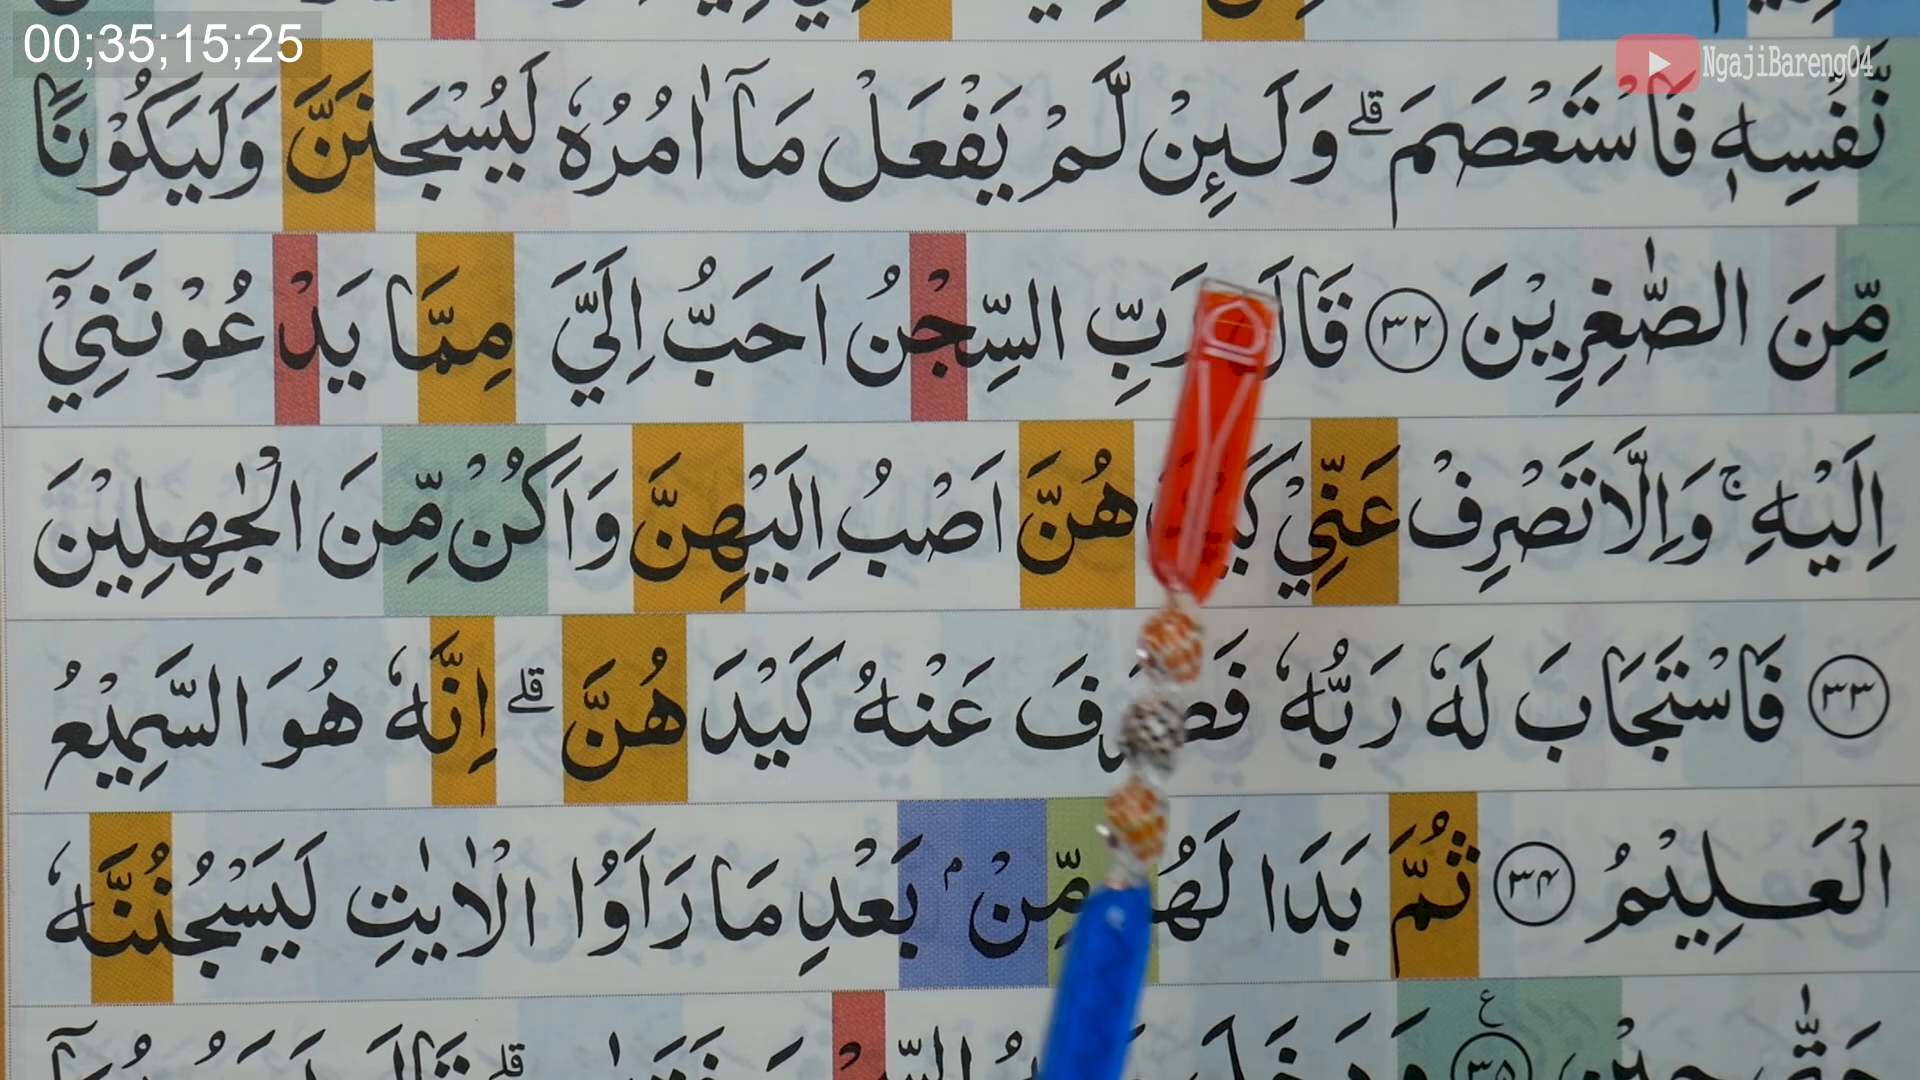 00;35;15;25
NgajiBareng04
نَّفْسِهٖ فَاسْتَعْصَمَ ۗ وَلَىِٕنْ لَّمْ يَفْعَلْ مَآ اٰمُرُهٗ لَيُسْجَنَنَّ وَلَيَكُوْنًا
مِّنَ الصّٰغِرِيْنَ ٣٢ قَالَ رَبِّ السِّجْنُ اَحَبُّ اِلَيَّ مِمَّا يَدْعُوْنَنِيْٓ
اِلَيْهِ ۚ وَاِلَّا تَصْرِفْ عَنِّيْ كَيْدَهُنَّ اَصْبُ اِلَيْهِنَّ وَاَكُنْ مِّنَ الْجٰهِلِيْنَ
٣٣ فَاسْتَجَابَ لَهٗ رَبُّهٗ فَصَرَفَ عَنْهُ كَيْدَهُنَّ ۗ اِنَّهٗ هُوَ السَّمِيْعُ
الْعَلِيْمُ ٣٤ ثُمَّ بَدَا لَهُمْ مِّنْۢ بَعْدِ مَا رَاَوُا الْاٰيٰتِ لَيَسْجُنُنَّهٗ